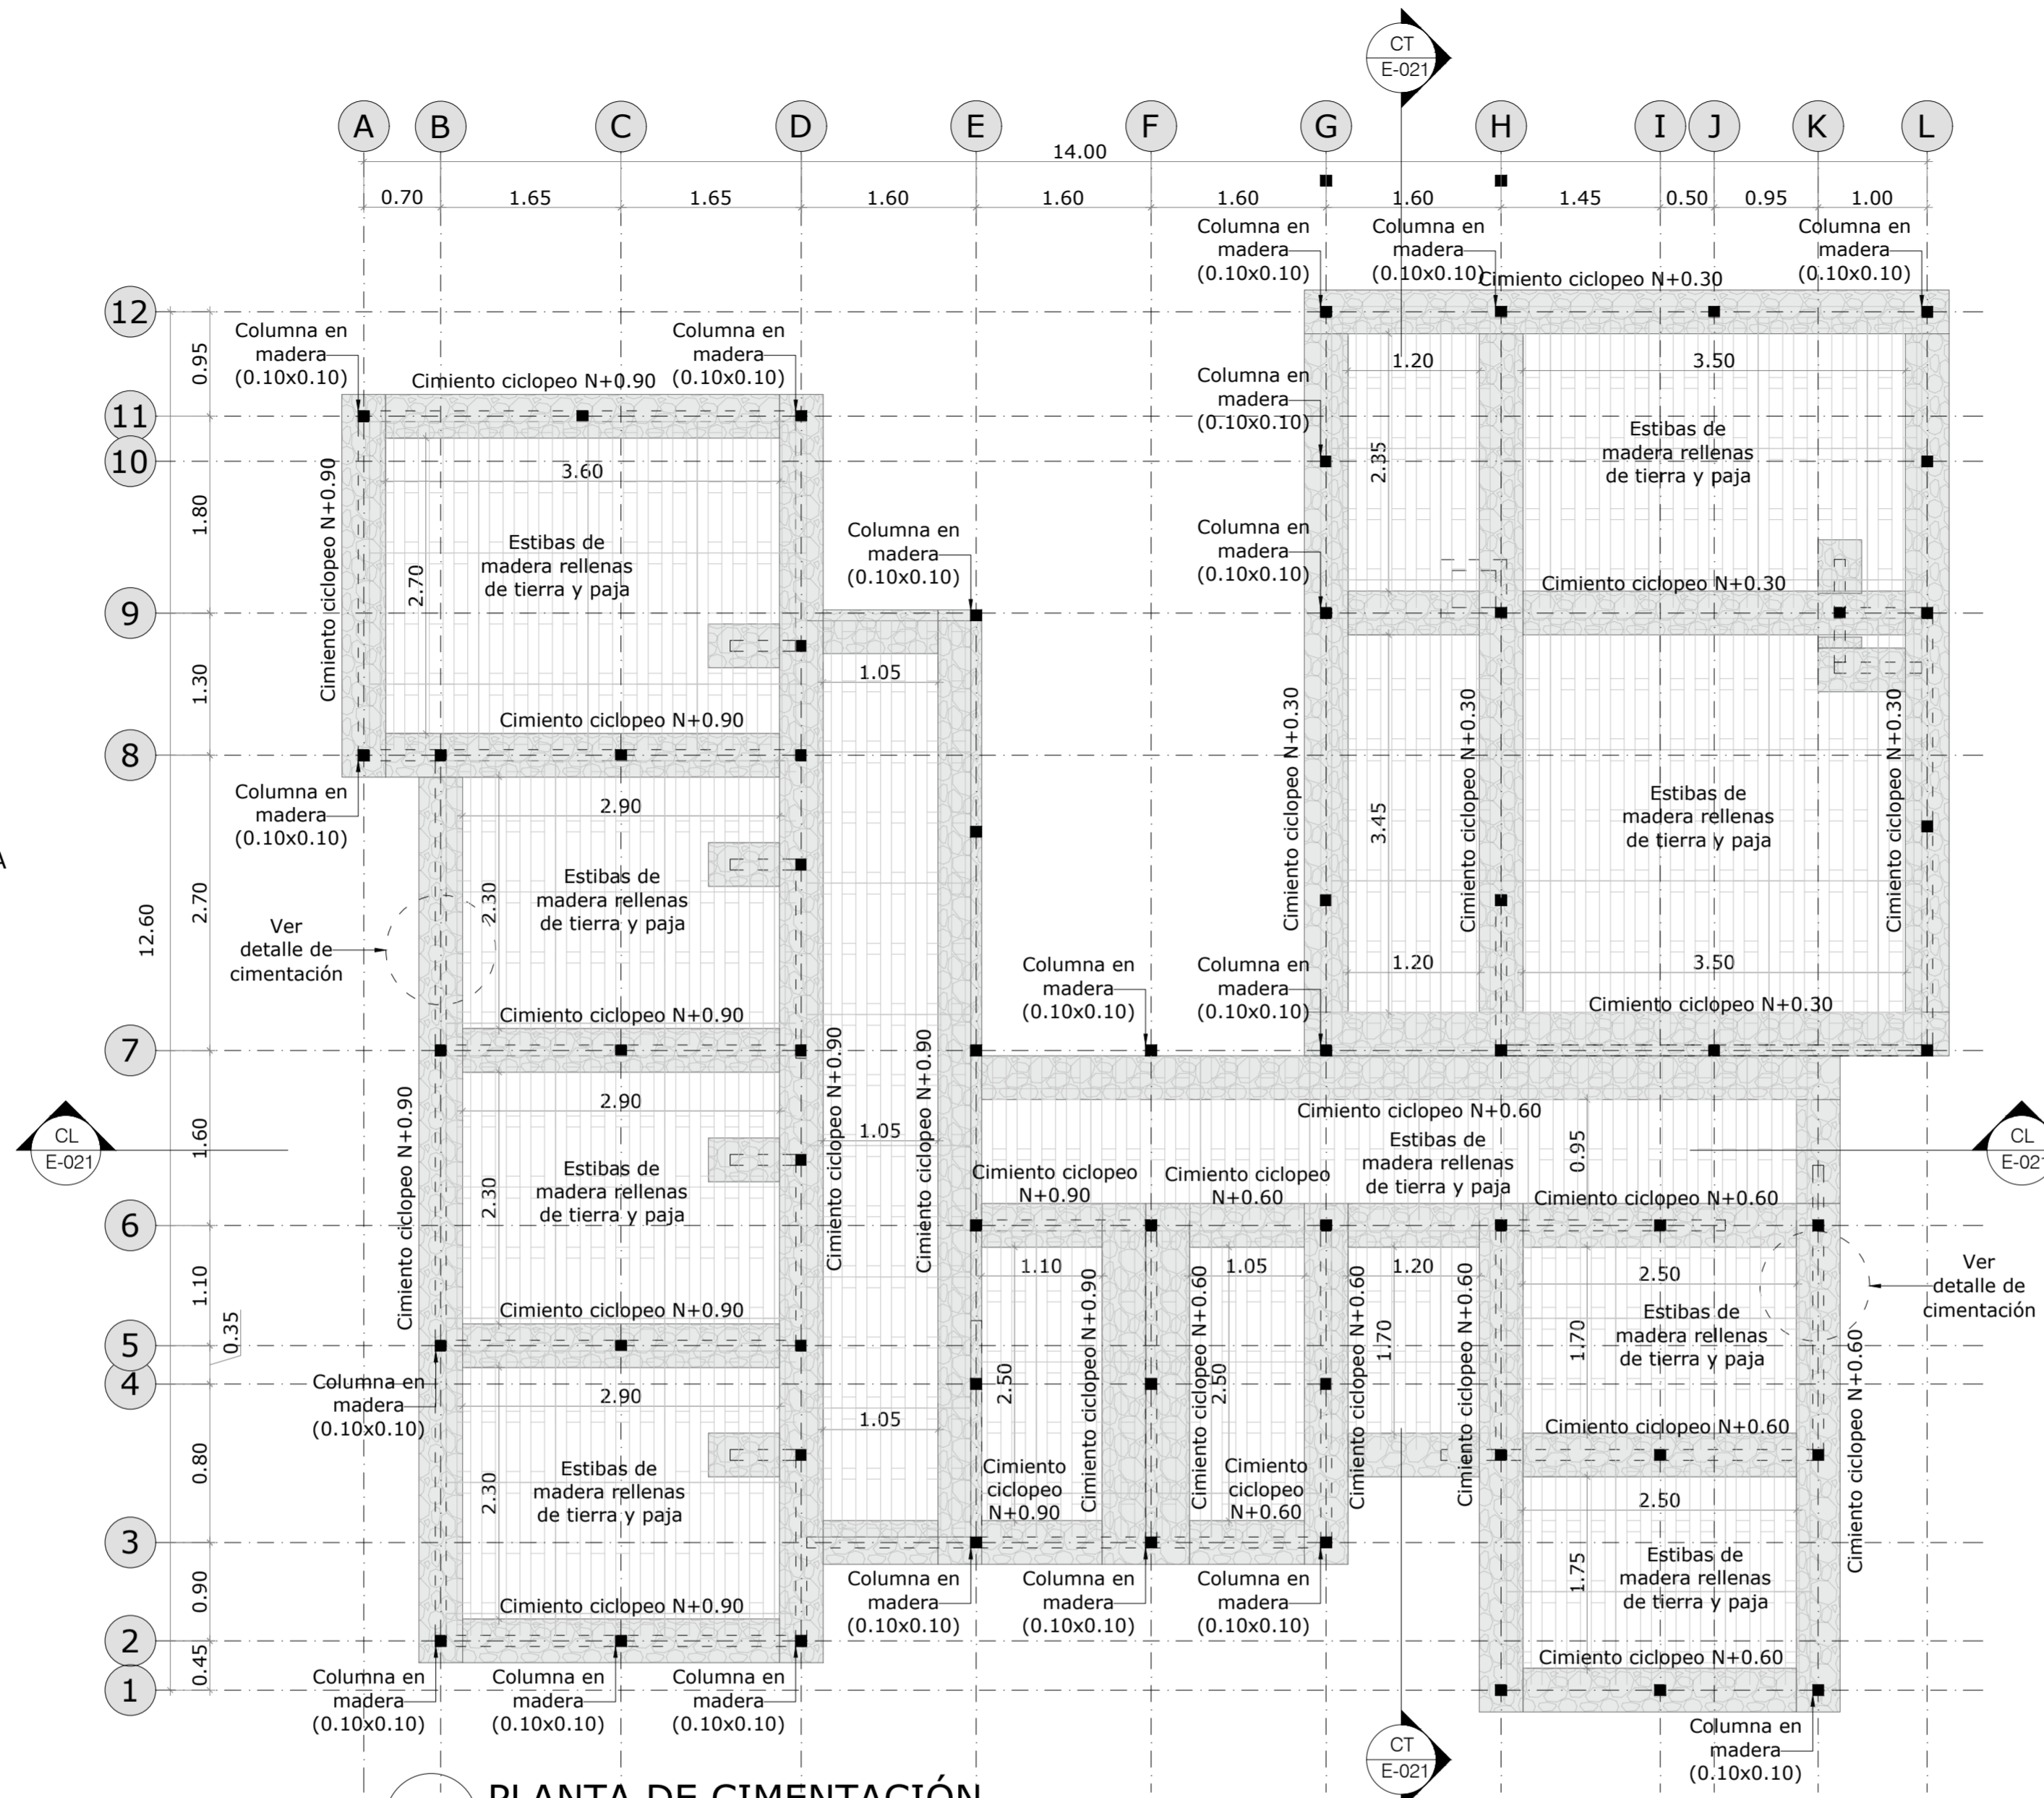 CT
E-021
A
B
C
D
E
F
G
H
I
J
K
L
14.00
0.70
1.65
1.65
1.60
1.60
1.60
1.60
1.45
0.50
0.95
1.00
Columna en
madera
(0.10x0.10)
Columna en
madera
(0.10x0.10)
Columna en
madera
(0.10x0.10)
Cimiento ciclopeo N+0.30
12
11
10
9
8
7
6
5
4
3
2
1
0.95
1.80
1.30
2.70
1.60
1.10
0.35
0.80
0.90
0.45
12.60
Columna en
madera
(0.10x0.10)
Columna en
madera
(0.10x0.10)
Cimiento ciclopeo N+0.90
Cimiento ciclopeo N+0.90
3.60
2.70
Estibas de
madera rellenas
de tierra y paja
Cimiento ciclopeo N+0.90
Columna en
madera
(0.10x0.10)
Columna en
madera
(0.10x0.10)
1.05
Columna en
madera
(0.10x0.10)
Columna en
madera
(0.10x0.10)
1.20
3.50
2.35
Estibas de
madera rellenas
de tierra y paja
Cimiento ciclopeo N+0.30
Cimiento ciclopeo N+0.30
Cimiento ciclopeo N+0.30
Cimiento ciclopeo N+0.30
3.45
Estibas de
madera rellenas
de tierra y paja
1.20
3.50
Cimiento ciclopeo N+0.30
A
2.90
2.30
Estibas de
madera rellenas
de tierra y paja
Ver
detalle de
cimentación
Cimiento ciclopeo N+0.90
Columna en
madera
(0.10x0.10)
Columna en
madera
(0.10x0.10)
CL
E-021
Cimiento ciclopeo N+0.90
2.90
2.30
Estibas de
madera rellenas
de tierra y paja
Cimiento ciclopeo N+0.90
Cimiento ciclopeo N+0.90
Cimiento ciclopeo N+0.90
1.05
Cimiento ciclopeo N+0.60
Estibas de
madera rellenas
de tierra y paja
0.95
CL
E-02
Cimiento ciclopeo
N+0.90
Cimiento ciclopeo
N+0.60
Cimiento ciclopeo N+0.60
1.10
1.05
1.20
2.50
2.50
2.50
1.70
1.70
Cimiento ciclopeo N+0.90
Cimiento ciclopeo N+0.60
Cimiento ciclopeo N+0.60
Cimiento ciclopeo N+0.60
Cimiento ciclopeo N+0.60
Estibas de
madera rellenas
de tierra y paja
Ver
detalle de
cimentación
Columna en
madera
(0.10x0.10)
2.90
2.30
Estibas de
madera rellenas
de tierra y paja
1.05
Cimiento
ciclopeo
N+0.90
Cimiento
ciclopeo
N+0.60
Cimiento ciclopeo N+0.60
2.50
1.75
Estibas de
madera rellenas
de tierra y paja
Cimiento ciclopeo N+0.60
Cimiento ciclopeo N+0.90
Columna en
madera
(0.10x0.10)
Columna en
madera
(0.10x0.10)
Columna en
madera
(0.10x0.10)
Columna en
madera
(0.10x0.10)
Columna en
madera
(0.10x0.10)
Columna en
madera
(0.10x0.10)
Columna en
madera
(0.10x0.10)
CT
E-021
PLANTA DE CIMENTACIÓN